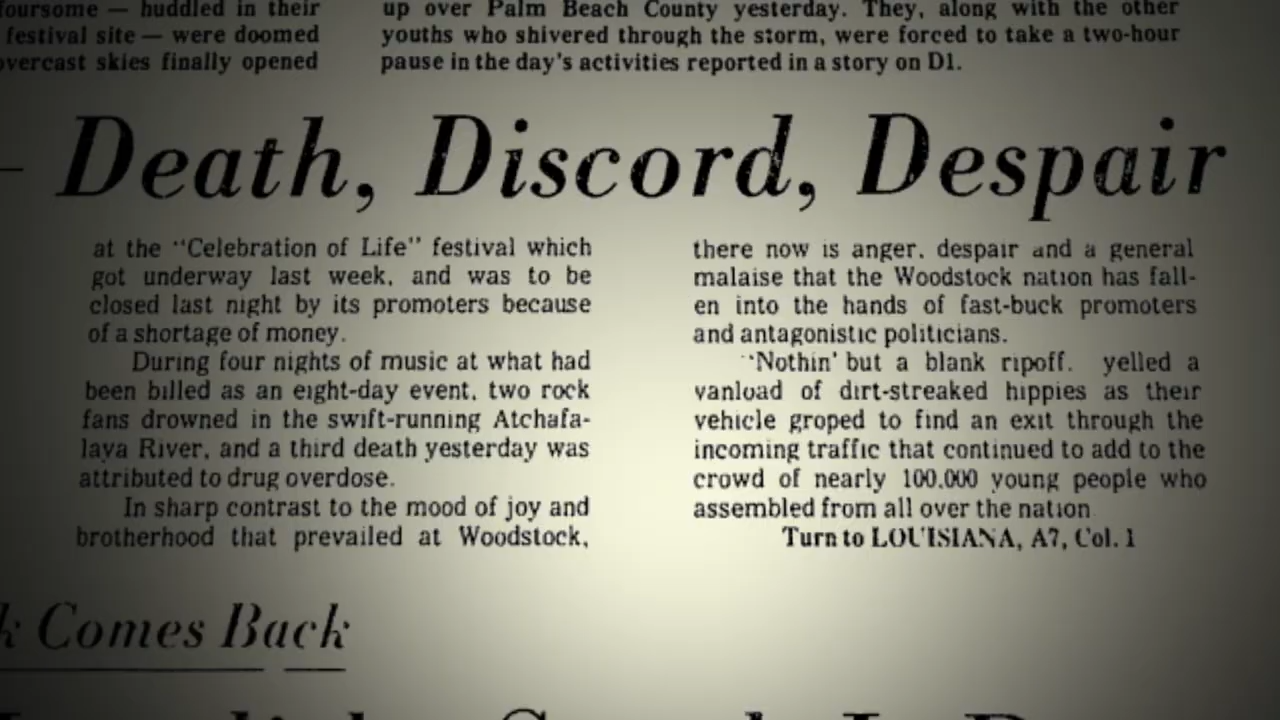 foursome — huddled in their
festival site — were doomed
overcast skies finally opened
up over Palm Beach County yesterday. They, along with the other
youths who shivered through the storm, were forced to take a two-hour
pause in the day's activities reported in a story on D1.
— Death, Discord, Despair
at the "Celebration of Life" festival which
got underway last week, and was to be
closed last night by its promoters because
of a shortage of money.
During four nights of music at what had
been billed as an eight-day event, two rock
fans drowned in the swift-running Atchafa-
laya River, and a third death yesterday was
attributed to drug overdose.
In sharp contrast to the mood of joy and
brotherhood that prevailed at Woodstock,
there now is anger, despair and a general
malaise that the Woodstock nation has fall-
en into the hands of fast-buck promoters
and antagonistic politicians.
"Nothin' but a blank ripoff. yelled a
vanload of dirt-streaked hippies as their
vehicle groped to find an exit through the
incoming traffic that continued to add to the
crowd of nearly 100,000 young people who
assembled from all over the nation
Turn to LOUISIANA, A7, Col. 1
k Comes Back